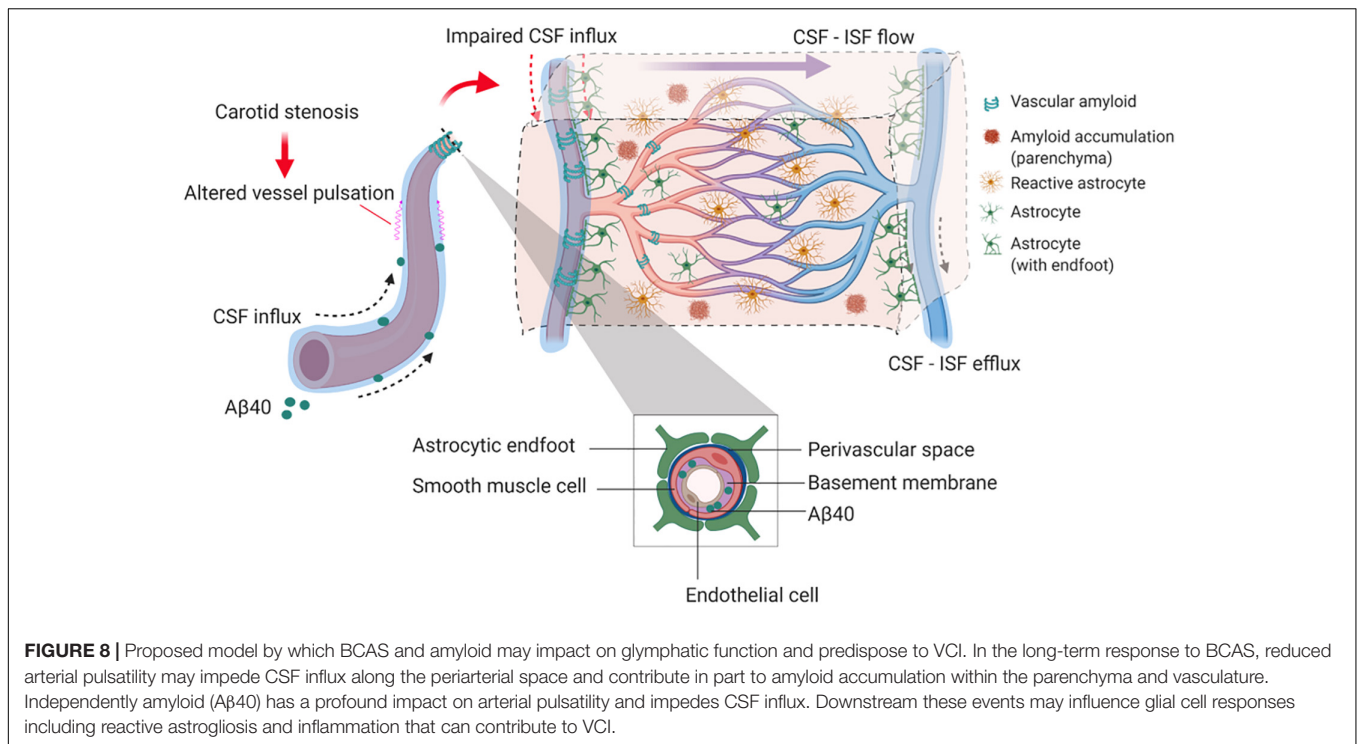 Impaired CSF influx
CSF - ISF flow
Carotid stenosis
Altered vessel pulsation
CSF influx
Aβ40
Vascular amyloid
Amyloid accumulation
(parenchyma)
Reactive astrocyte
Astrocyte
Astrocyte
(with endfoot)
CSF - ISF efflux
Astrocytic endfoot
Smooth muscle cell
Perivascular space
Basement membrane
Aβ40
Endothelial cell
FIGURE 8 | Proposed model by which BCAS and amyloid may impact on glymphatic function and predispose to VCI. In the long-term response to BCAS, reduced
arterial pulsatility may impede CSF influx along the periarterial space and contribute in part to amyloid accumulation within the parenchyma and vasculature.
Independently amyloid (Aβ40) has a profound impact on arterial pulsatility and impedes CSF influx. Downstream these events may influence glial cell responses
including reactive astrogliosis and inflammation that can contribute to VCI.